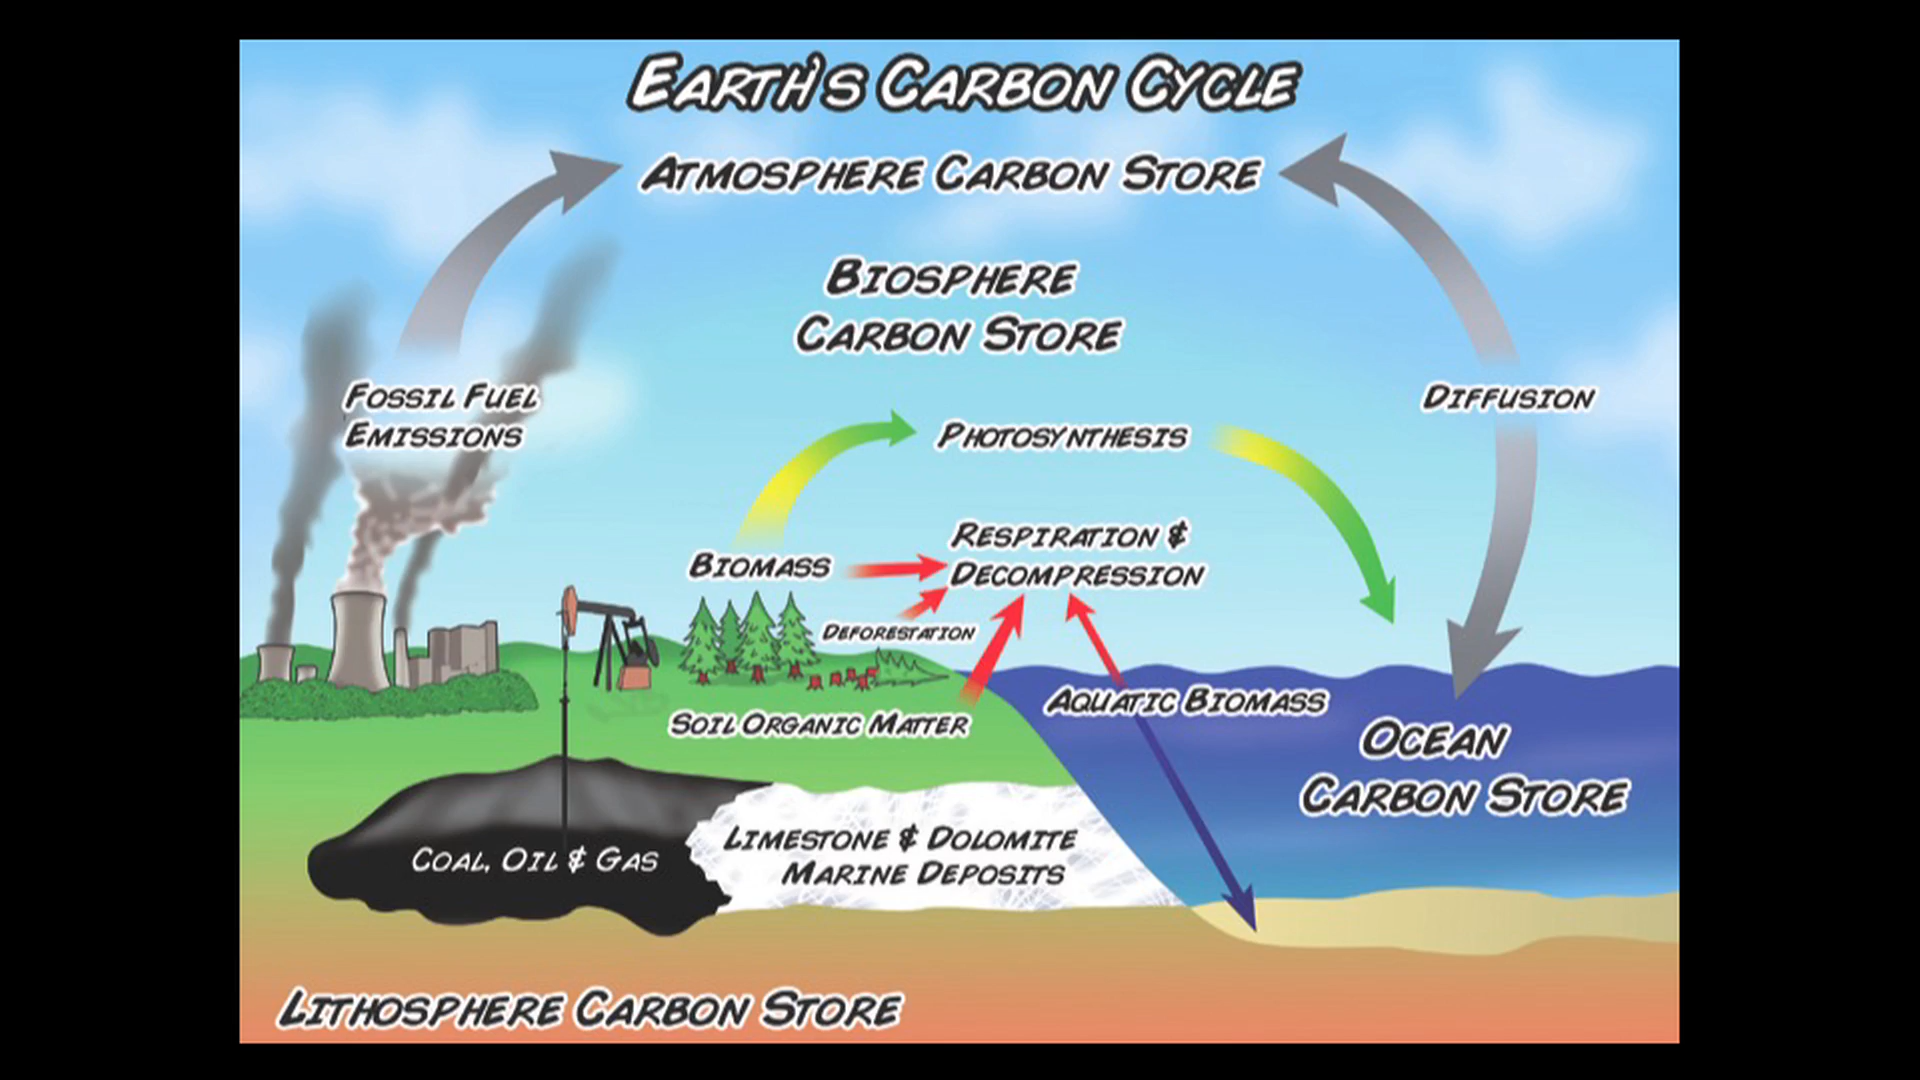 EARTH'S CARBON CYCLE
ATMOSPHERE CARBON STORE
BIOSPHERE
CARBON STORE
FOSSIL FUEL
EMISSIONS
DIFFUSION
PHOTOSYNTHESIS
RESPIRATION &
DECOMPRESSION
BIOMASS
DEFORESTATION
SOIL ORGANIC MATTER
AQUATIC BIOMASS
OCEAN
CARBON STORE
COAL, OIL & GAS
LIMESTONE & DOLOMITE
MARINE DEPOSITS
LITHOSPHERE CARBON STORE